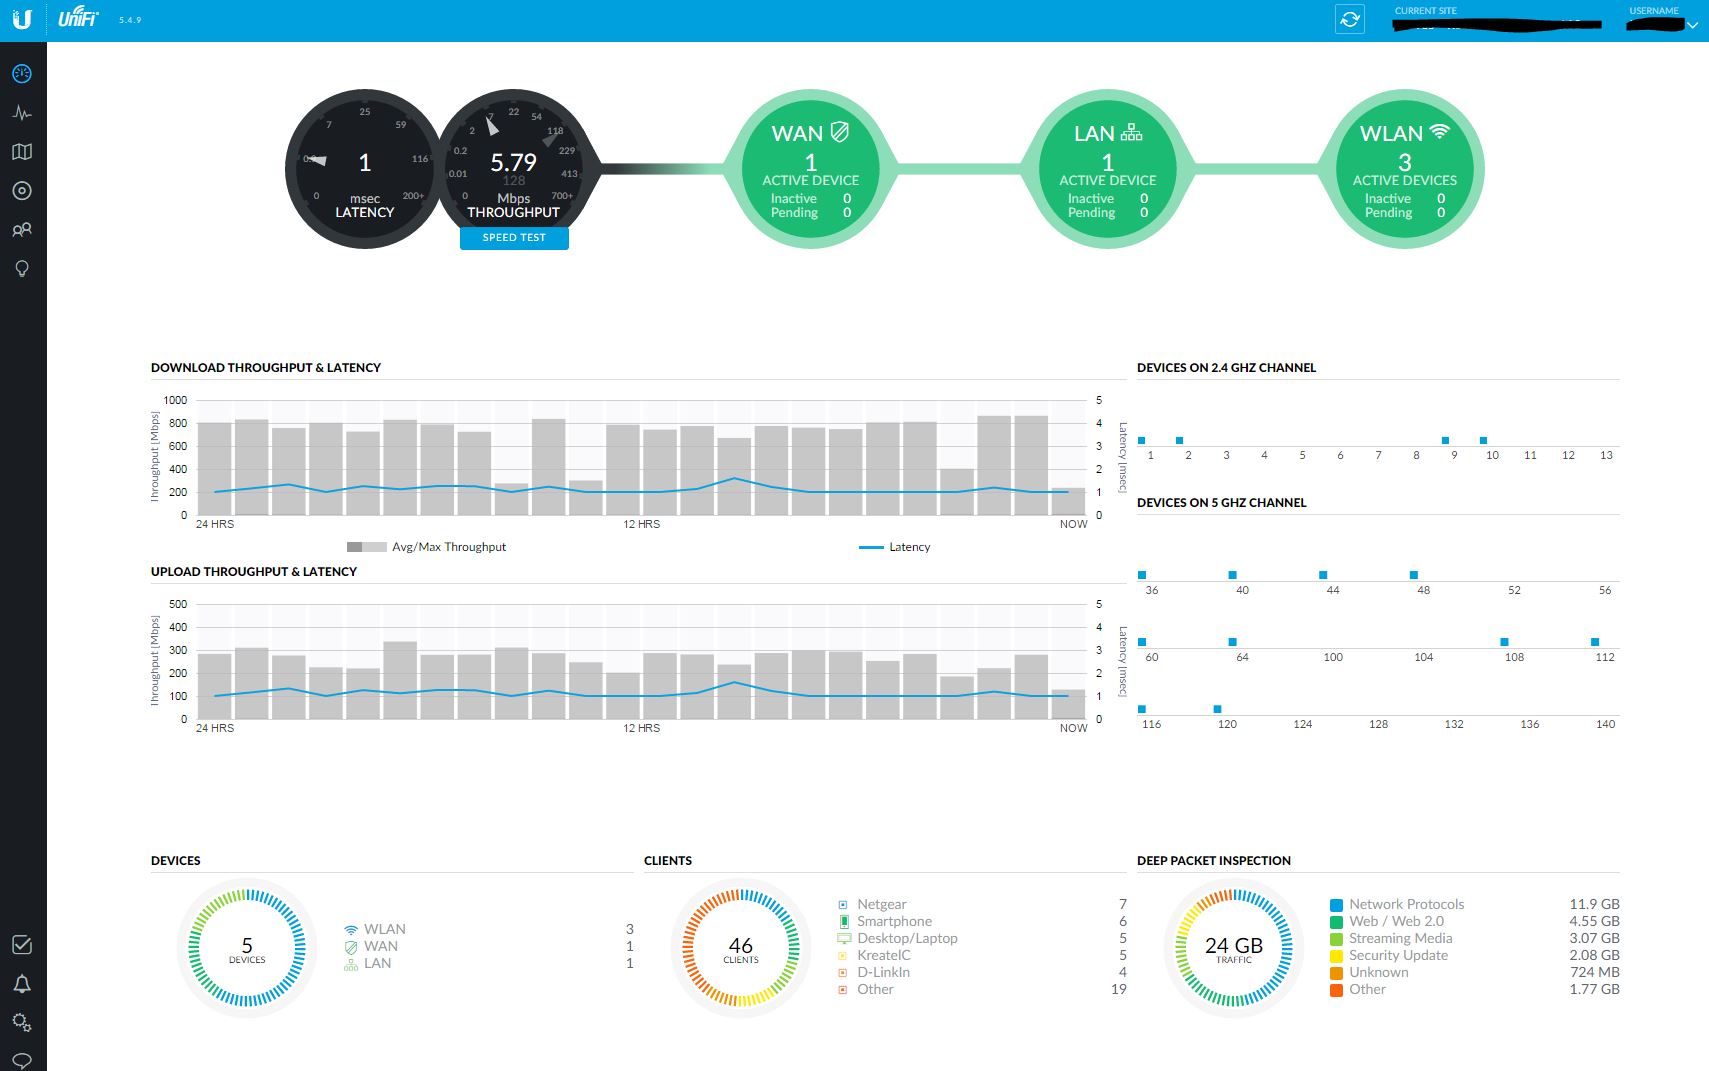 UniFi
5.4.9
CURRENT SITE
USERNAME
0 0.9 7 25 59 116 200+
1
msec
LATENCY
0 0.01 0.2 2 7 22 54 118 229 413 700+
5.79
128
Mbps
THROUGHPUT
SPEED TEST
WAN
1
ACTIVE DEVICE
Inactive 0
Pending 0
LAN
1
ACTIVE DEVICE
Inactive 0
Pending 0
WLAN
3
ACTIVE DEVICES
Inactive 0
Pending 0
DOWNLOAD THROUGHPUT & LATENCY
Throughput [Mbps]
1000 5
800 4
600 3
400 2
200 1
0 0
Latency [msec]
24 HRS 12 HRS NOW
Avg/Max Throughput Latency
UPLOAD THROUGHPUT & LATENCY
Throughput [Mbps]
500 5
400 4
300 3
200 2
100 1
0 0
Latency [msec]
24 HRS 12 HRS NOW
DEVICES ON 2.4 GHZ CHANNEL
1 2 3 4 5 6 7 8 9 10 11 12 13
DEVICES ON 5 GHZ CHANNEL
36 40 44 48 52 56
60 64 100 104 108 112
116 120 124 128 132 136 140
DEVICES
5
DEVICES
WLAN 3
WAN 1
LAN 1
CLIENTS
46
CLIENTS
Netgear 7
Smartphone 6
Desktop/Laptop 5
KreatelC 5
D-LinkIn 4
Other 19
DEEP PACKET INSPECTION
24 GB
TRAFFIC
Network Protocols 11.9 GB
Web / Web 2.0 4.55 GB
Streaming Media 3.07 GB
Security Update 2.08 GB
Unknown 724 MB
Other 1.77 GB